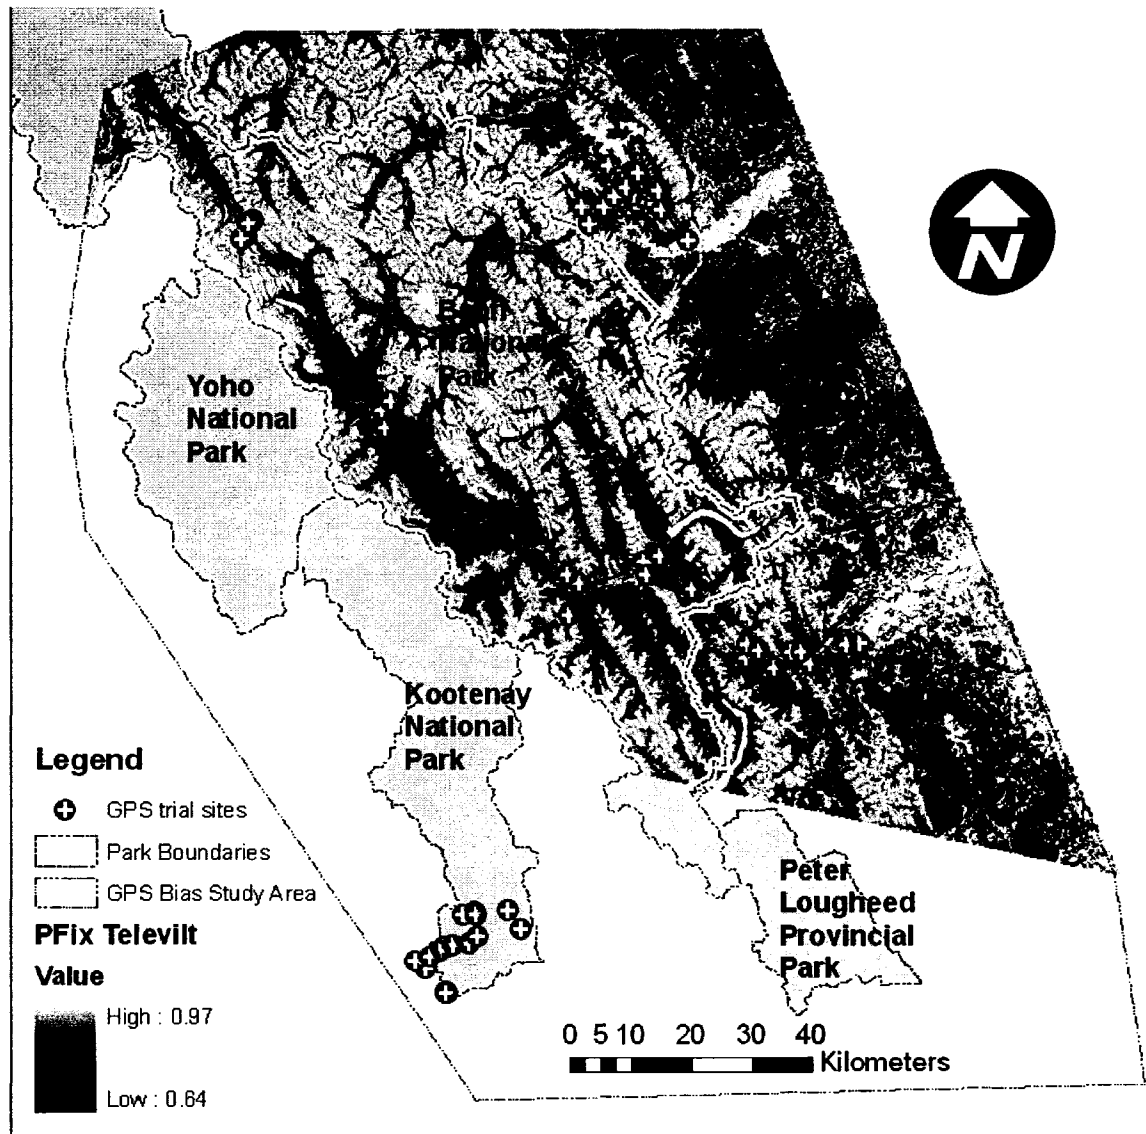 N
Banff
National
Park
Yoho
National
Park
Kootenay
National
Park
Peter
Lougheed
Provincial
Park
Legend
GPS trial sites
Park Boundaries
GPS Bias Study Area
PFix Televilt
Value
High : 0.97
Low : 0.64
0 5 10 20 30 40
Kilometers